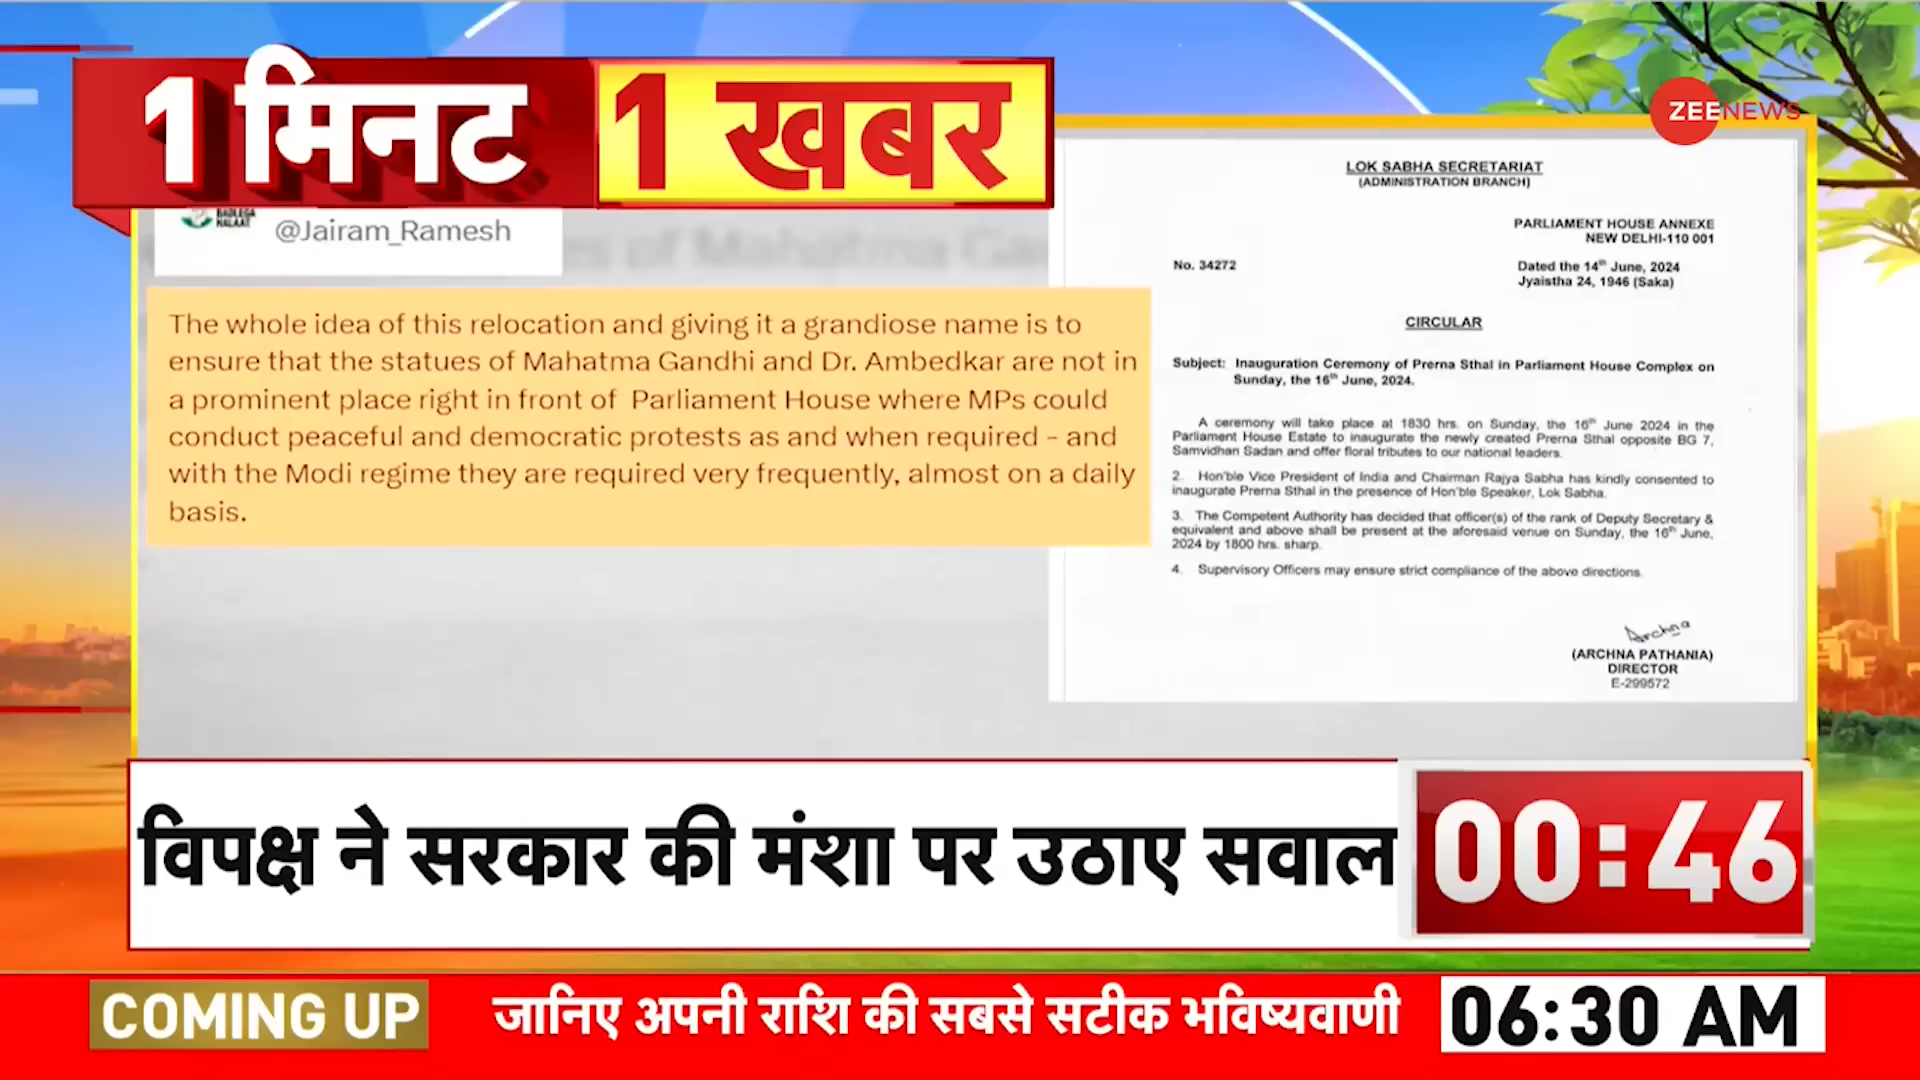 1 मिनट 1 खबर
ZEE NEWS
BADLEGA
HALAAT
@Jairam_Ramesh
The whole idea of this relocation and giving it a grandiose name is to
ensure that the statues of Mahatma Gandhi and Dr. Ambedkar are not in
a prominent place right in front of Parliament House where MPs could
conduct peaceful and democratic protests as and when required - and
with the Modi regime they are required very frequently, almost on a daily
basis.
LOK SABHA SECRETARIAT
(ADMINISTRATION BRANCH)
PARLIAMENT HOUSE ANNEXE
NEW DELHI-110 001
No. 34272
Dated the 14th June, 2024
Jyaistha 24, 1946 (Saka)
CIRCULAR
Subject: Inauguration Ceremony of Prerna Sthal in Parliament House Complex on
Sunday, the 16th June, 2024.
A ceremony will take place at 1830 hrs. on Sunday, the 16th June 2024 in the
Parliament House Estate to inaugurate the newly created Prerna Sthal opposite BG 7,
Samvidhan Sadan and offer floral tributes to our national leaders.
2. Hon'ble Vice President of India and Chairman Rajya Sabha has kindly consented to
inaugurate Prerna Sthal in the presence of Hon'ble Speaker, Lok Sabha.
3. The Competent Authority has decided that officer(s) of the rank of Deputy Secretary &
equivalent and above shall be present at the aforesaid venue on Sunday, the 16th June,
2024 by 1800 hrs. sharp.
4. Supervisory Officers may ensure strict compliance of the above directions.
Archna
(ARCHNA PATHANIA)
DIRECTOR
E-299572
विपक्ष ने सरकार की मंशा पर उठाए सवाल
00:46
COMING UP जानिए अपनी राशि की सबसे सटीक भविष्यवाणी 06:30 AM